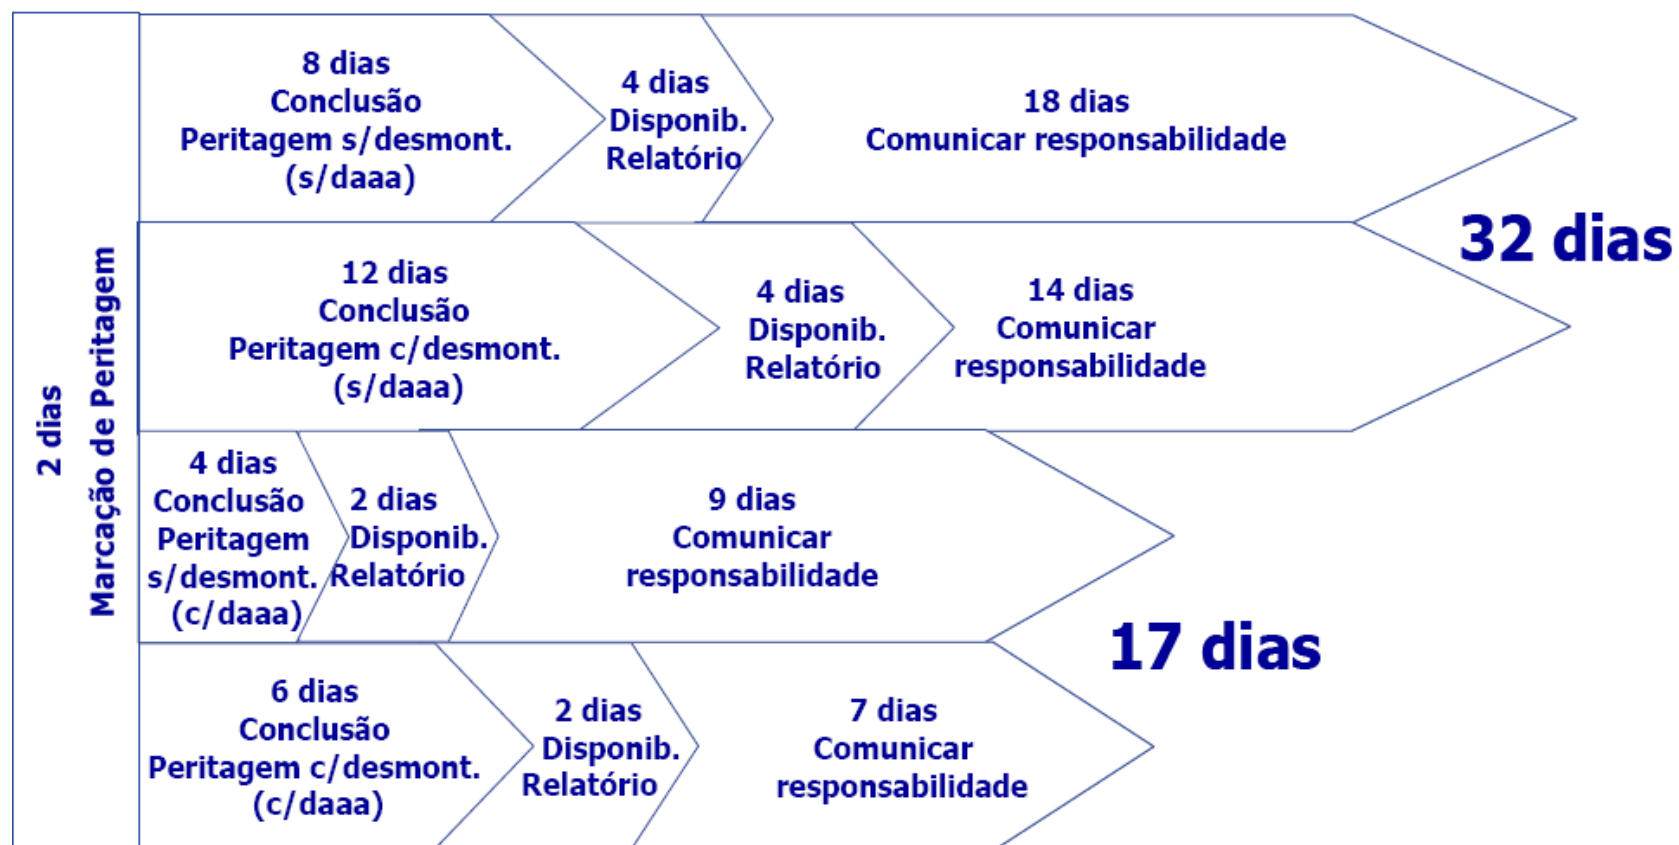 2 dias
Marcação de Peritagem
8 dias
Conclusão
Peritagem s/desmont.
(s/daaa)
4 dias
Disponib.
Relatório
18 dias
Comunicar responsabilidade
12 dias
Conclusão
Peritagem c/desmont.
(s/daaa)
4 dias
Disponib.
Relatório
14 dias
Comunicar
responsabilidade
32 dias
4 dias
Conclusão
Peritagem
s/desmont.
(c/daaa)
2 dias
Disponib.
Relatório
9 dias
Comunicar
responsabilidade
6 dias
Conclusão
Peritagem c/desmont.
(c/daaa)
2 dias
Disponib.
Relatório
7 dias
Comunicar
responsabilidade
17 dias